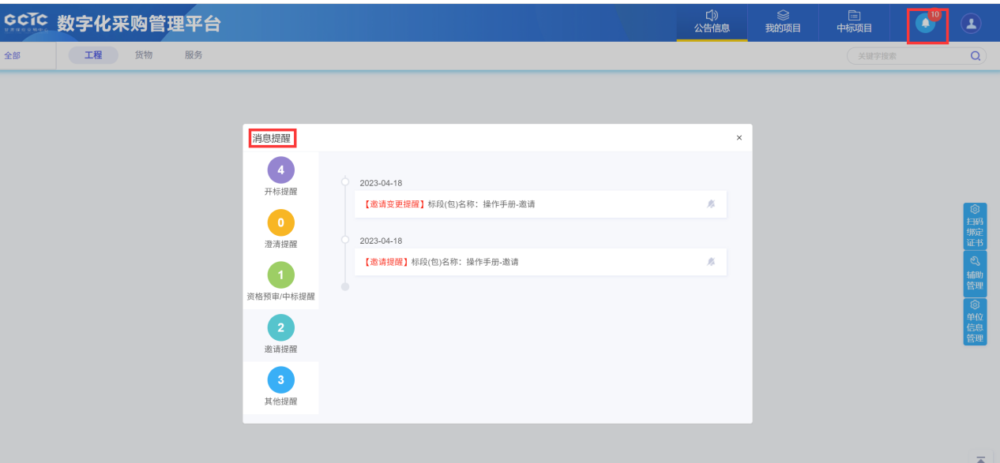 GCTC 数字化采购管理平台
公告信息
我的项目
中标项目
10
全部
工程
货物
服务
关键字搜索
消息提醒
×
4
开标提醒
0
澄清提醒
1
资格预审/中标提醒
2
邀请提醒
3
其他提醒
2023-04-18
【邀请变更提醒】标段(包)名称：操作手册-邀请
2023-04-18
【邀请提醒】标段(包)名称：操作手册-邀请
扫码
绑定
证书
辅助
管理
单位
信息
管理